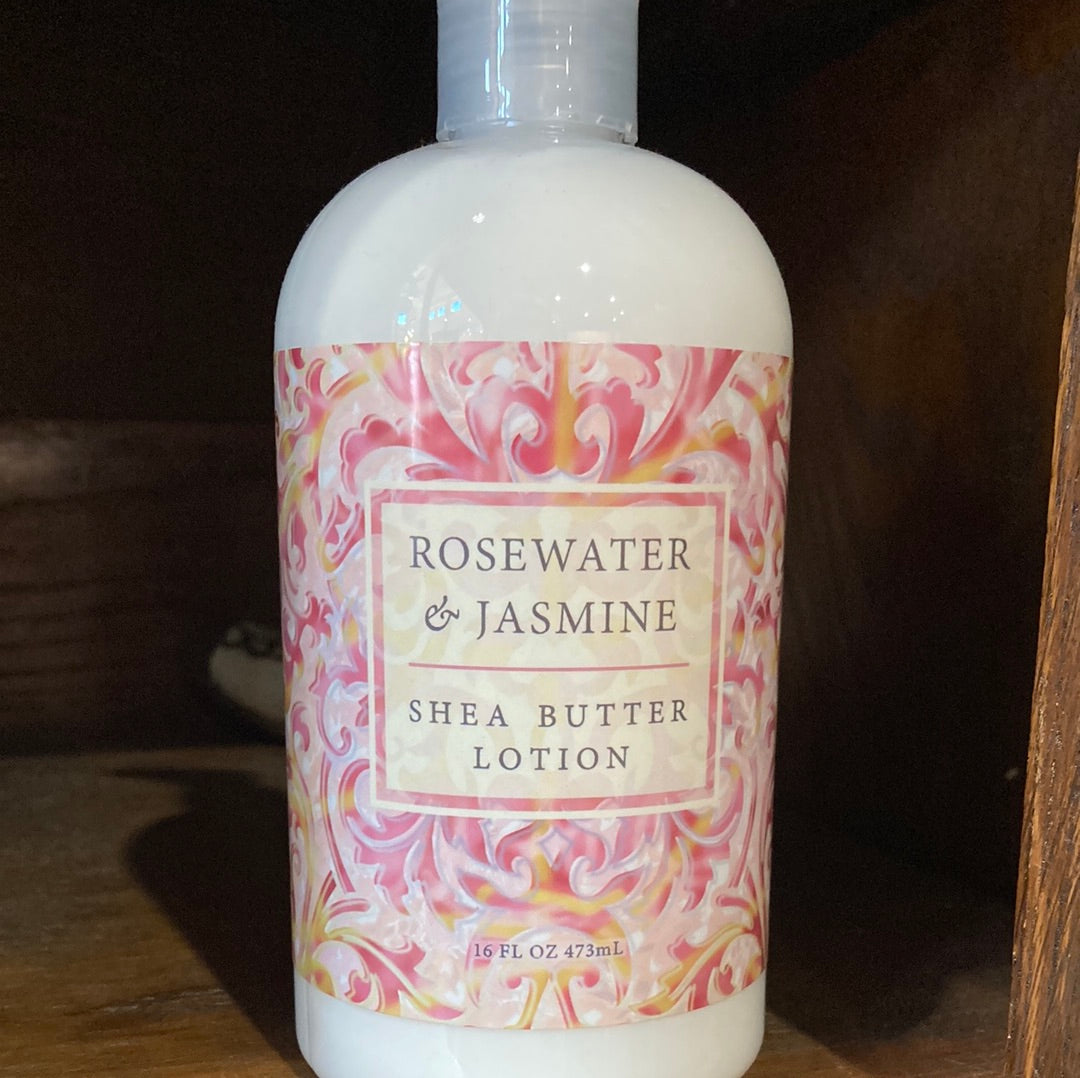 ROSEWATER
& JASMINE
SHEA BUTTER
LOTION
16 FL OZ 473mL